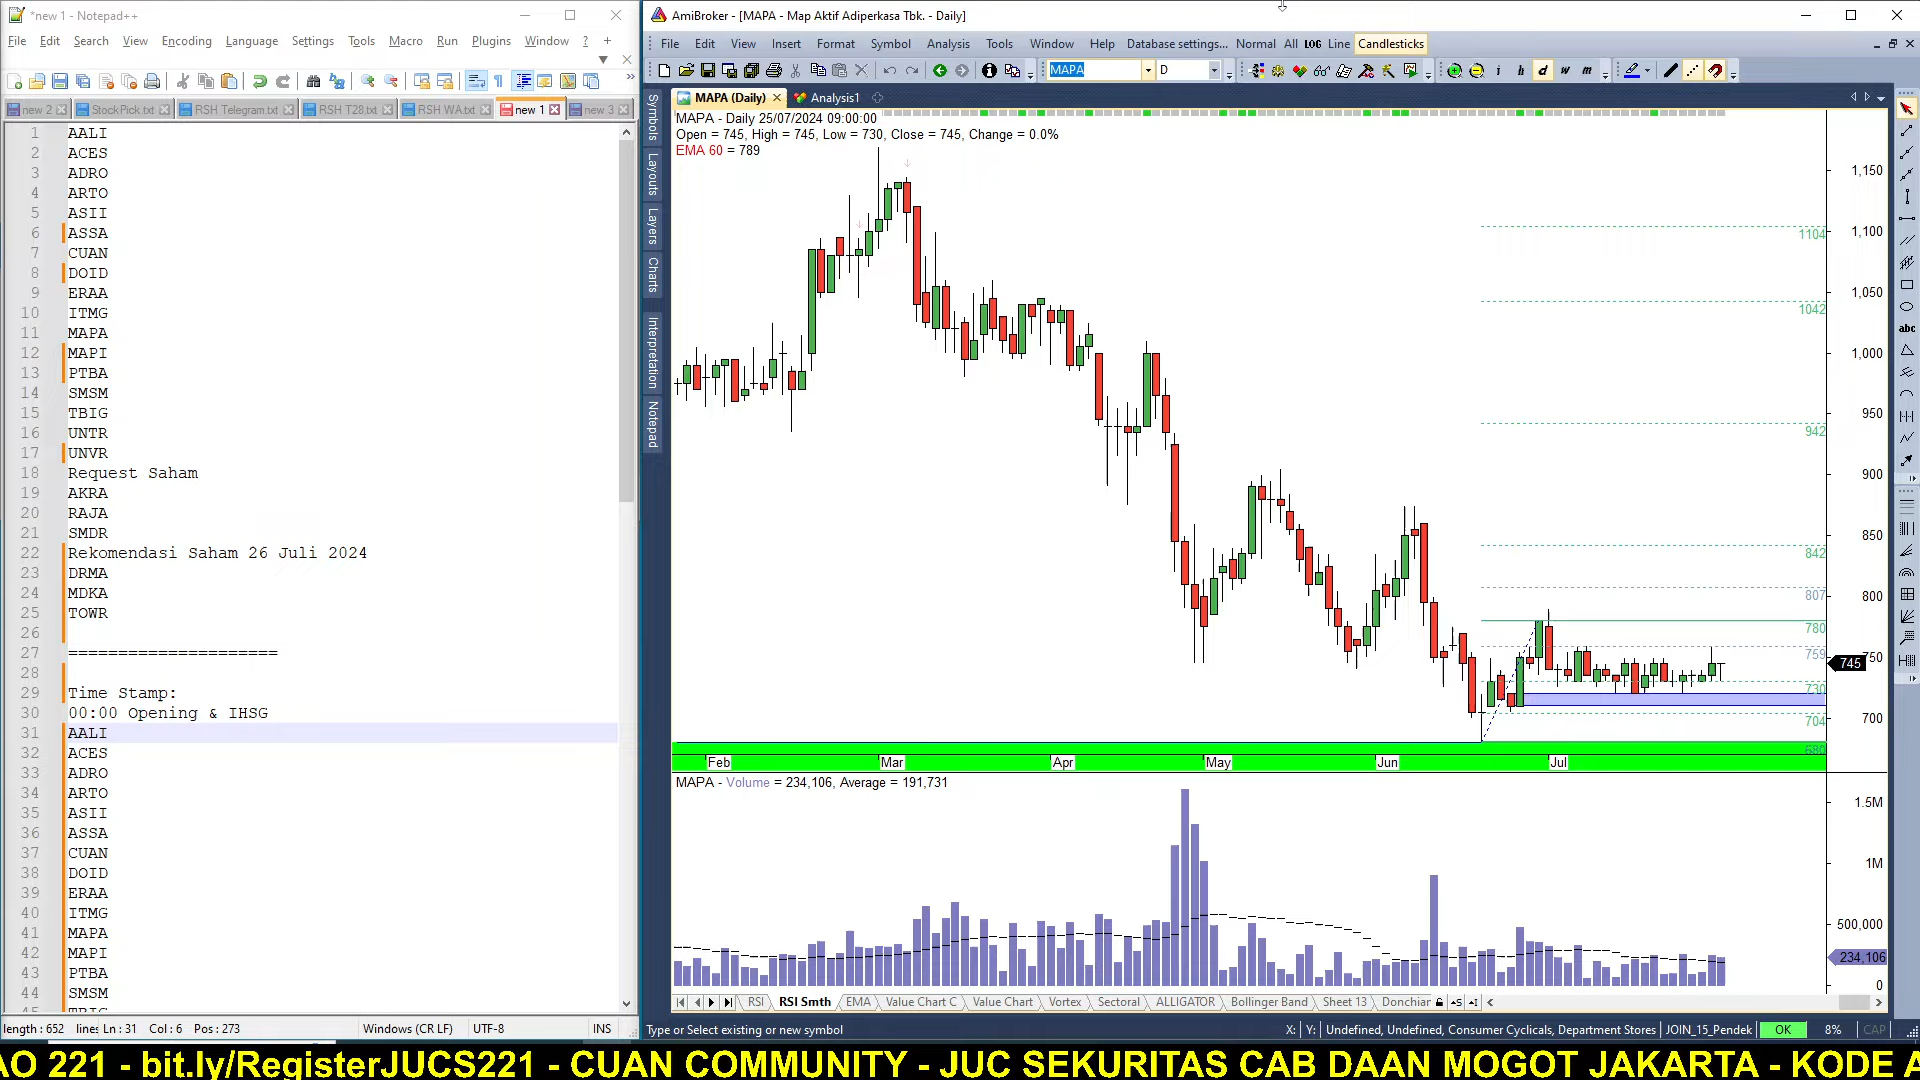 *new 1 - Notepad++
File Edit Search View Encoding Language Settings Tools Macro Run Plugins Window ? +
new 2 StockPick.txt RSH Telegram.txt RSH T28.txt RSH WA.txt new 1 new 3
1 AALI
2 ACES
3 ADRO
4 ARTO
5 ASII
6 ASSA
7 CUAN
8 DOID
9 ERAA
10 ITMG
11 MAPA
12 MAPI
13 PTBA
14 SMSM
15 TBIG
16 UNTR
17 UNVR
18 Request Saham
19 AKRA
20 RAJA
21 SMDR
22 Rekomendasi Saham 26 Juli 2024
23 DRMA
24 MDKA
25 TOWR
26
27 =====================
28
29 Time Stamp:
30 00:00 Opening & IHSG
31 AALI
32 ACES
33 ADRO
34 ARTO
35 ASII
36 ASSA
37 CUAN
38 DOID
39 ERAA
40 ITMG
41 MAPA
42 MAPI
43 PTBA
44 SMSM
length : 652 lines Ln : 31 Col : 6 Pos : 273 Windows (CR LF) UTF-8 INS
AmiBroker - [MAPA - Map Aktif Adiperkasa Tbk. - Daily]
File Edit View Insert Format Symbol Analysis Tools Window Help Database settings... Normal All LOG Line Candlesticks
MAPA D i h d w m
MAPA (Daily) Analysis1
Symbols
Layouts
Layers
Charts
Interpretation
Notepad
MAPA - Daily 25/07/2024 09:00:00
Open = 745, High = 745, Low = 730, Close = 745, Change = 0.0%
EMA 60 = 789
1,150
1,100
1,050
1,000
950
900
850
800
750
700
745
1104
1042
942
842
807
780
759
730
704
680
abc
Feb Mar Apr May Jun Jul
MAPA - Volume = 234,106, Average = 191,731
1.5M
1M
500,000
234,106
0
RSI RSI Smth EMA Value Chart C Value Chart Vortex Sectoral ALLIGATOR Bollinger Band Sheet 13 Donchian
Type or Select existing or new symbol X: Y: Undefined, Undefined, Consumer Cyclicals, Department Stores JOIN_15_Pendek OK 8% CAP
AO 221 - bit.ly/RegisterJUCS221 - CUAN COMMUNITY - JUC SEKURITAS CAB DAAN MOGOT JAKARTA - KODE A